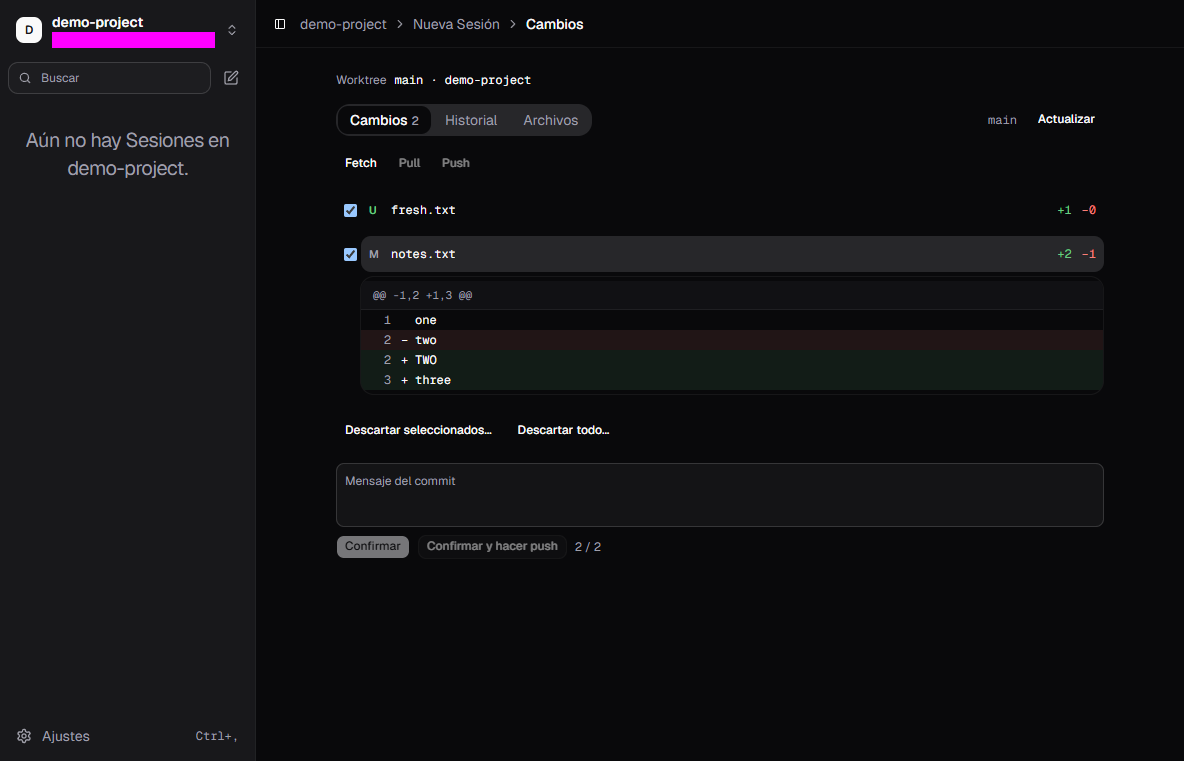 D
demo-project
Buscar
Aún no hay Sesiones en
demo-project.
Ajustes Ctrl+,
demo-project > Nueva Sesión > Cambios
Worktree main · demo-project
Cambios 2 Historial Archivos main Actualizar
Fetch Pull Push
U fresh.txt +1 −0
M notes.txt +2 −1
@@ -1,2 +1,3 @@
1 one
2 − two
2 + TWO
3 + three
Descartar seleccionados… Descartar todo…
Mensaje del commit
Confirmar Confirmar y hacer push 2 / 2